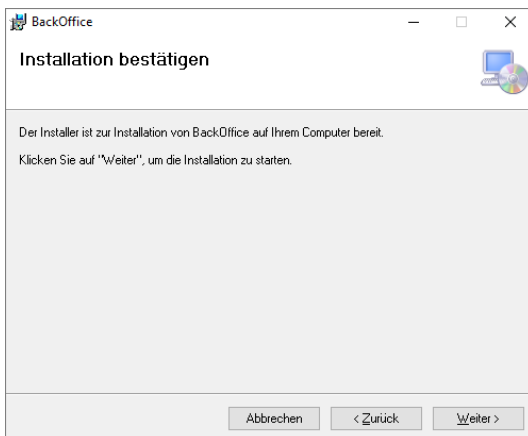 BackOffice
Installation bestätigen
Der Installer ist zur Installation von BackOffice auf Ihrem Computer bereit.
Klicken Sie auf "Weiter", um die Installation zu starten.
Abbrechen
< Zurück
Weiter >